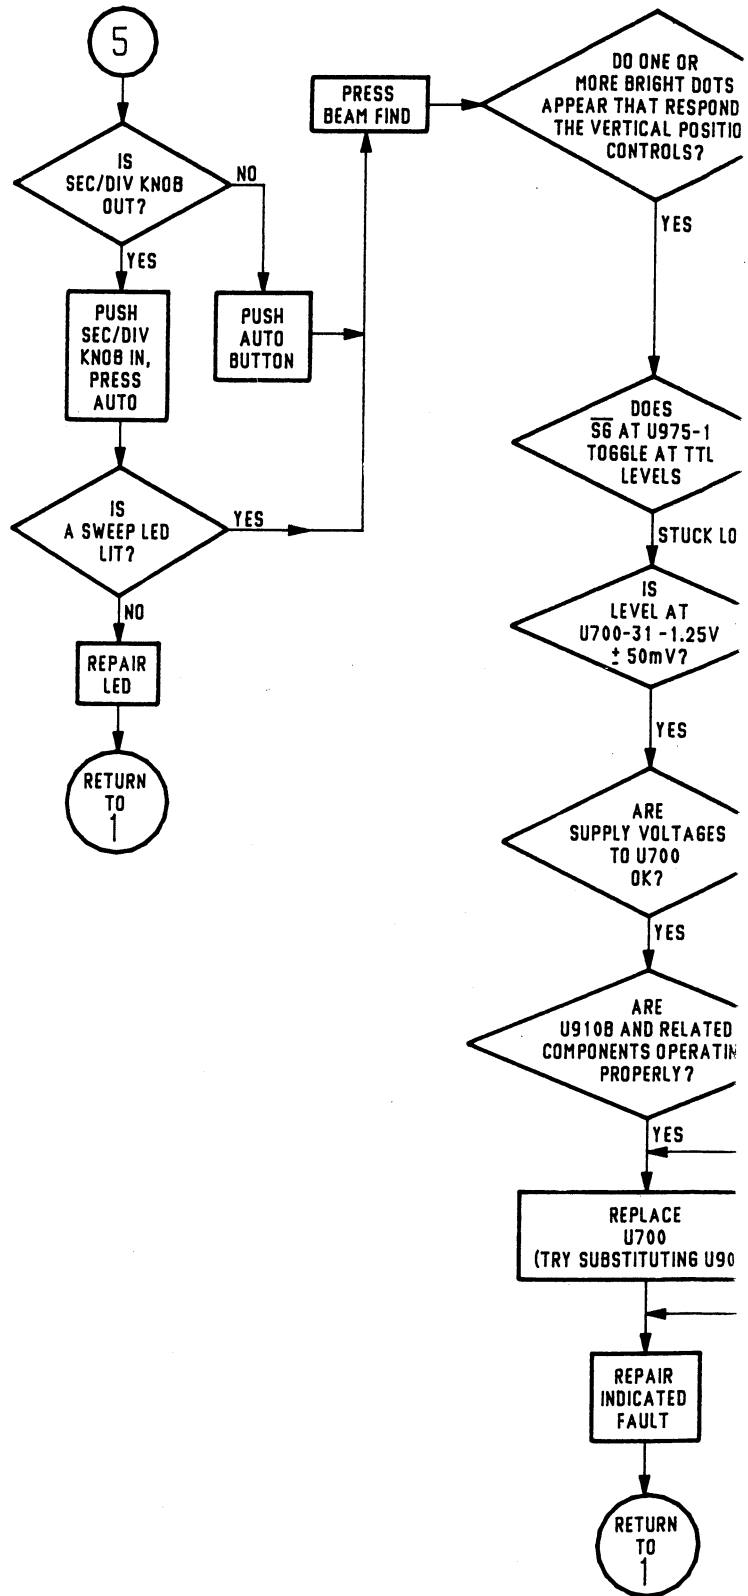 5
IS
SEC/DIV KNOB
OUT?
NO
YES
PUSH
SEC/DIV
KNOB IN,
PRESS
AUTO
PUSH
AUTO
BUTTON
IS
A SWEEP LED
LIT?
YES
NO
REPAIR
LED
RETURN
TO
1
PRESS
BEAM FIND
DO ONE OR
MORE BRIGHT DOTS
APPEAR THAT RESPOND
THE VERTICAL POSITIO
CONTROLS?
YES
DOES
S̅G̅ AT U975-1
TOGGLE AT TTL
LEVELS
STUCK LO
IS
LEVEL AT
U700-31 -1.25V
± 50mV?
YES
ARE
SUPPLY VOLTAGES
TO U700
OK?
YES
ARE
U910B AND RELATED
COMPONENTS OPERATIN
PROPERLY?
YES
REPLACE
U700
(TRY SUBSTITUTING U90
REPAIR
INDICATED
FAULT
RETURN
TO
1